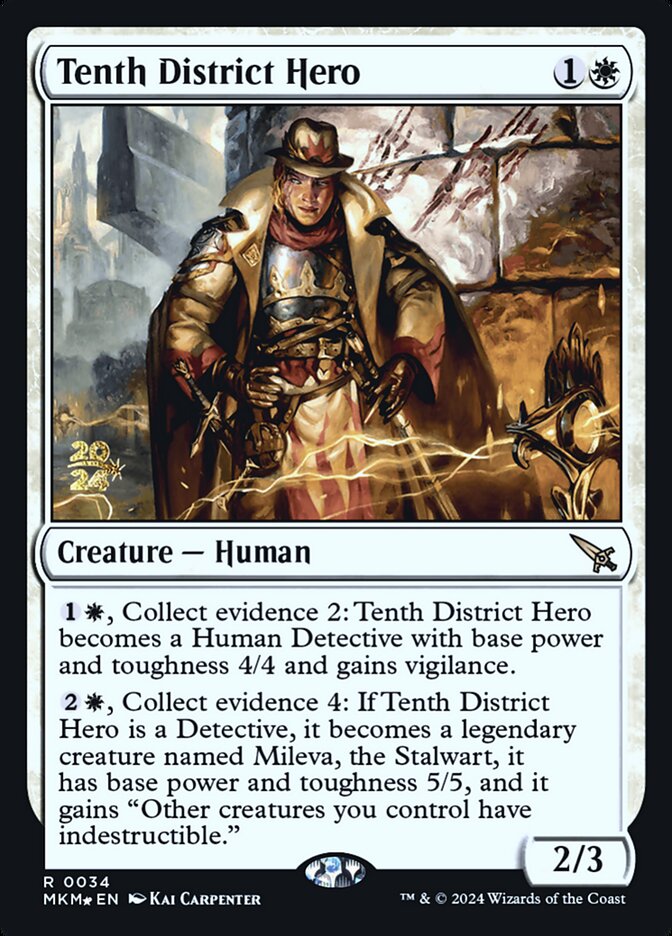 Tenth District Hero 1
20
24
Creature — Human
1, Collect evidence 2: Tenth District Hero
becomes a Human Detective with base power
and toughness 4/4 and gains vigilance.
2, Collect evidence 4: If Tenth District
Hero is a Detective, it becomes a legendary
creature named Mileva, the Stalwart, it
has base power and toughness 5/5, and it
gains “Other creatures you control have
indestructible.”
2/3
R 0034
MKM★EN Kai Carpenter
™ & © 2024 Wizards of the Coast